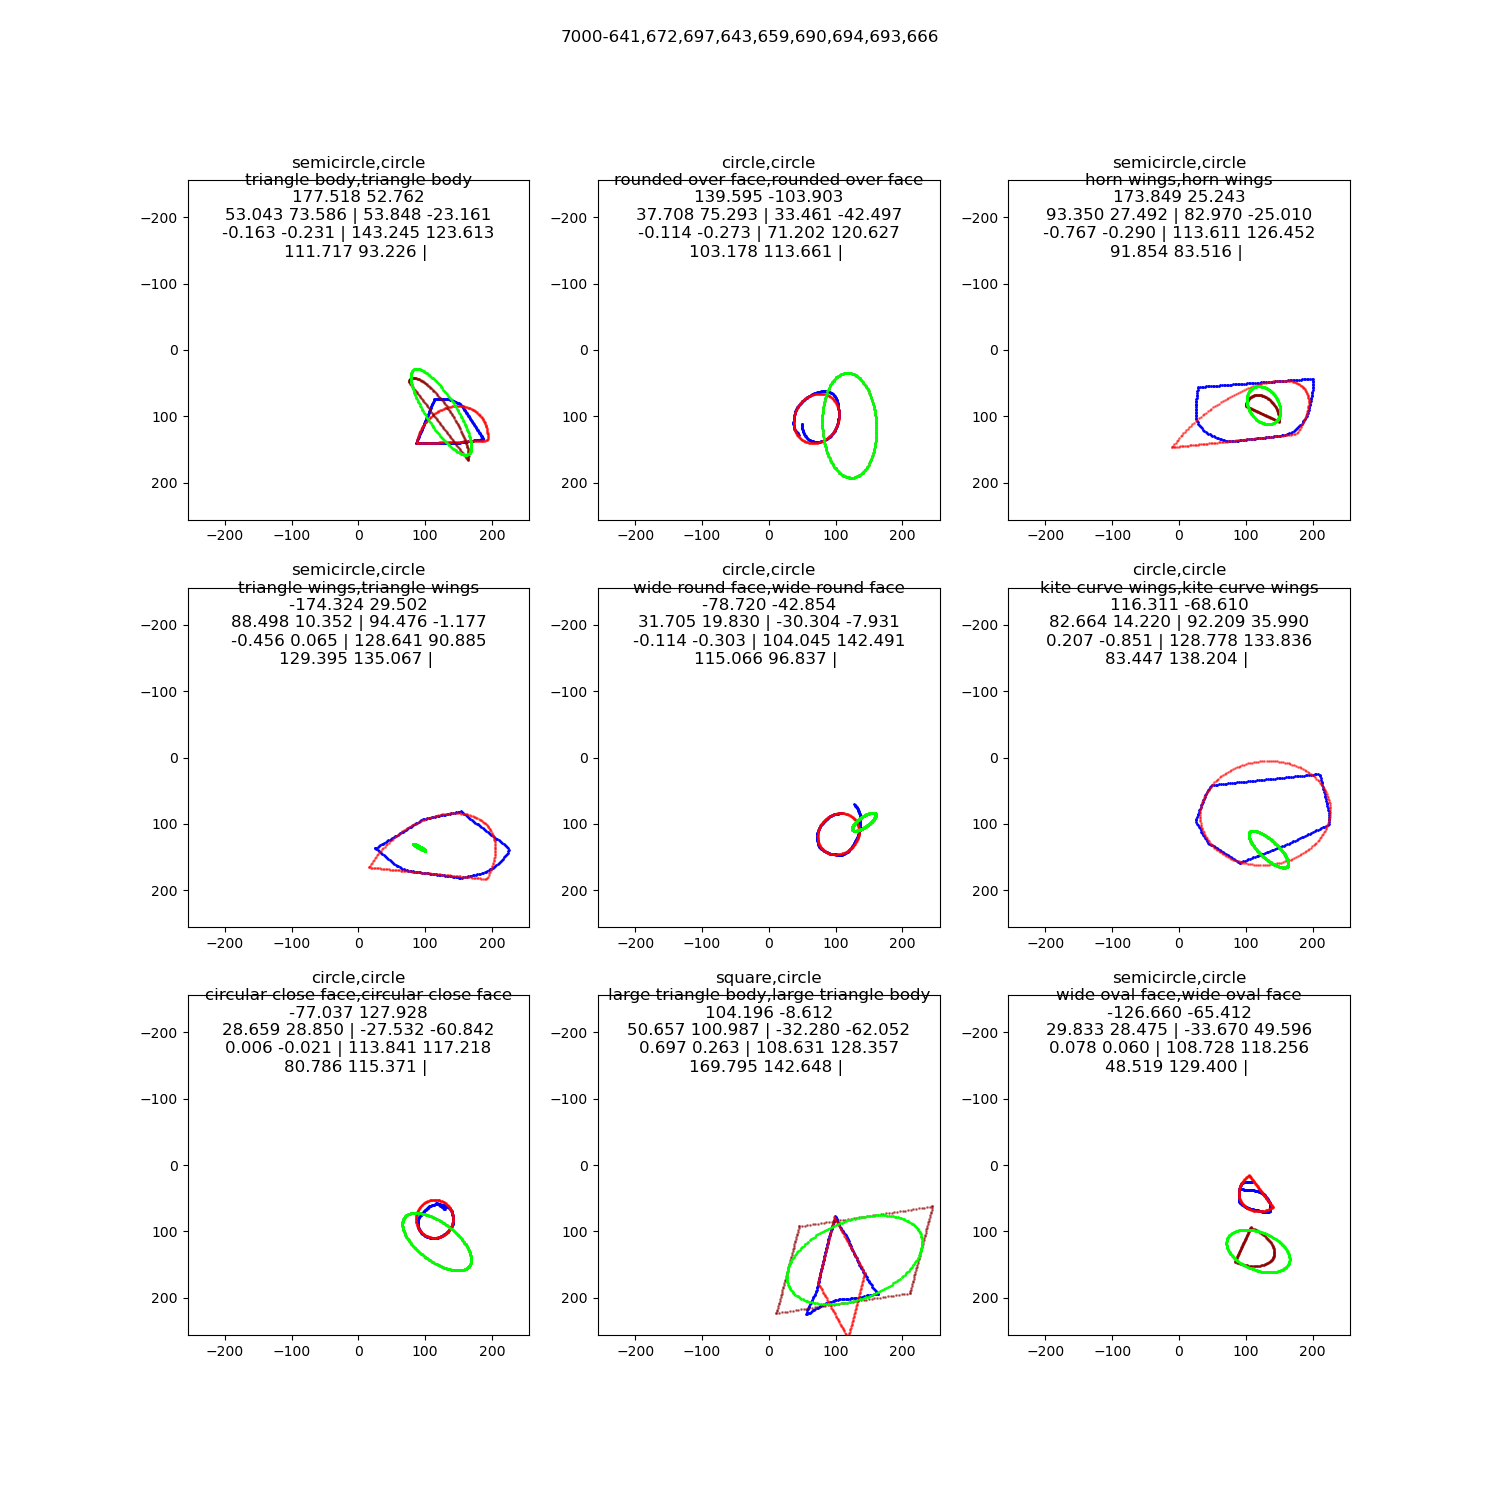 7000-641,672,697,643,659,690,694,693,666
semicircle,circle
triangle body,triangle body
177.518 52.762
53.043 73.586 | 53.848 -23.161
-0.163 -0.231 | 143.245 123.613
111.717 93.226 |
−200
−100
0
100
200
−200 −100 0 100 200
circle,circle
rounded over face,rounded over face
139.595 -103.903
37.708 75.293 | 33.461 -42.497
-0.114 -0.273 | 71.202 120.627
103.178 113.661 |
−200
−100
0
100
200
−200 −100 0 100 200
semicircle,circle
horn wings,horn wings
173.849 25.243
93.350 27.492 | 82.970 -25.010
-0.767 -0.290 | 113.611 126.452
91.854 83.516 |
−200
−100
0
100
200
−200 −100 0 100 200
semicircle,circle
triangle wings,triangle wings
-174.324 29.502
88.498 10.352 | 94.476 -1.177
-0.456 0.065 | 128.641 90.885
129.395 135.067 |
−200
−100
0
100
200
−200 −100 0 100 200
circle,circle
wide round face,wide round face
-78.720 -42.854
31.705 19.830 | -30.304 -7.931
-0.114 -0.303 | 104.045 142.491
115.066 96.837 |
−200
−100
0
100
200
−200 −100 0 100 200
circle,circle
kite curve wings,kite curve wings
116.311 -68.610
82.664 14.220 | 92.209 35.990
0.207 -0.851 | 128.778 133.836
83.447 138.204 |
−200
−100
0
100
200
−200 −100 0 100 200
circle,circle
circular close face,circular close face
-77.037 127.928
28.659 28.850 | -27.532 -60.842
0.006 -0.021 | 113.841 117.218
80.786 115.371 |
−200
−100
0
100
200
−200 −100 0 100 200
square,circle
large triangle body,large triangle body
104.196 -8.612
50.657 100.987 | -32.280 -62.052
0.697 0.263 | 108.631 128.357
169.795 142.648 |
−200
−100
0
100
200
−200 −100 0 100 200
semicircle,circle
wide oval face,wide oval face
-126.660 -65.412
29.833 28.475 | -33.670 49.596
0.078 0.060 | 108.728 118.256
48.519 129.400 |
−200
−100
0
100
200
−200 −100 0 100 200